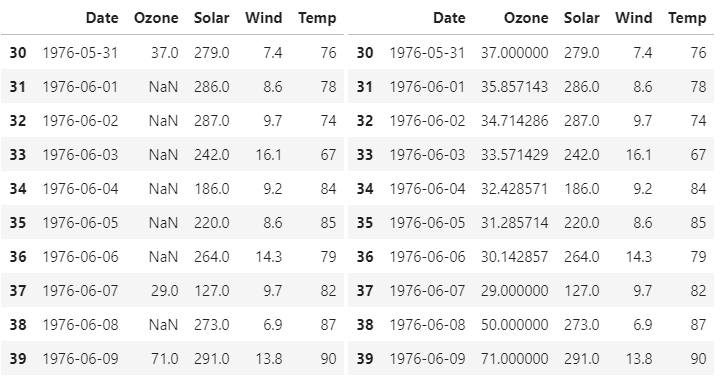 Date Ozone Solar Wind Temp Date Ozone Solar Wind Temp
30 1976-05-31 37.0 279.0 7.4 76 30 1976-05-31 37.000000 279.0 7.4 76
31 1976-06-01 NaN 286.0 8.6 78 31 1976-06-01 35.857143 286.0 8.6 78
32 1976-06-02 NaN 287.0 9.7 74 32 1976-06-02 34.714286 287.0 9.7 74
33 1976-06-03 NaN 242.0 16.1 67 33 1976-06-03 33.571429 242.0 16.1 67
34 1976-06-04 NaN 186.0 9.2 84 34 1976-06-04 32.428571 186.0 9.2 84
35 1976-06-05 NaN 220.0 8.6 85 35 1976-06-05 31.285714 220.0 8.6 85
36 1976-06-06 NaN 264.0 14.3 79 36 1976-06-06 30.142857 264.0 14.3 79
37 1976-06-07 29.0 127.0 9.7 82 37 1976-06-07 29.000000 127.0 9.7 82
38 1976-06-08 NaN 273.0 6.9 87 38 1976-06-08 50.000000 273.0 6.9 87
39 1976-06-09 71.0 291.0 13.8 90 39 1976-06-09 71.000000 291.0 13.8 90